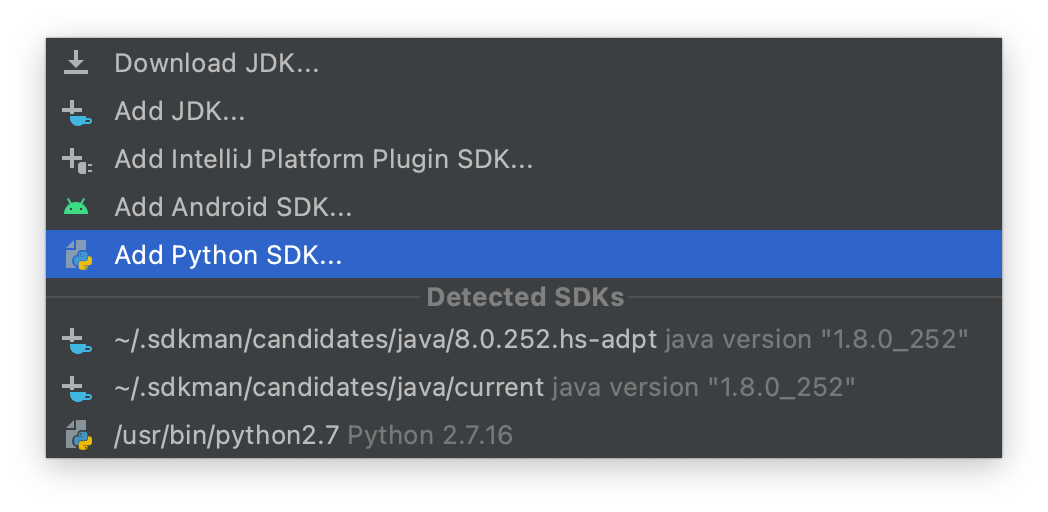 Download JDK...
Add JDK...
Add IntelliJ Platform Plugin SDK...
Add Android SDK...
Add Python SDK...
Detected SDKs
~/.sdkman/candidates/java/8.0.252.hs-adpt java version "1.8.0_252"
~/.sdkman/candidates/java/current java version "1.8.0_252"
/usr/bin/python2.7 Python 2.7.16